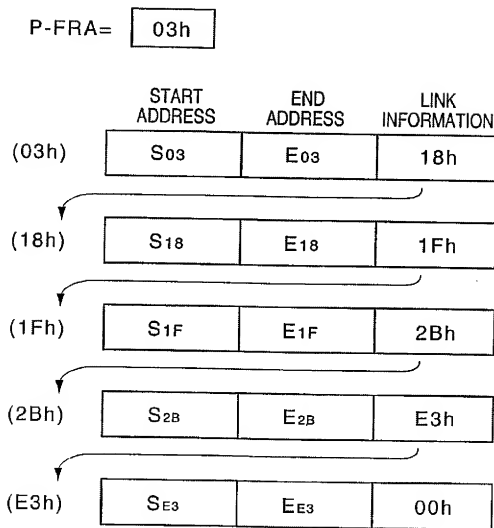 P-FRA= 03h
START ADDRESS END ADDRESS LINK INFORMATION
(03h) S03 E03 18h
(18h) S18 E18 1Fh
(1Fh) S1F E1F 2Bh
(2Bh) S2B E2B E3h
(E3h) SE3 EE3 00h